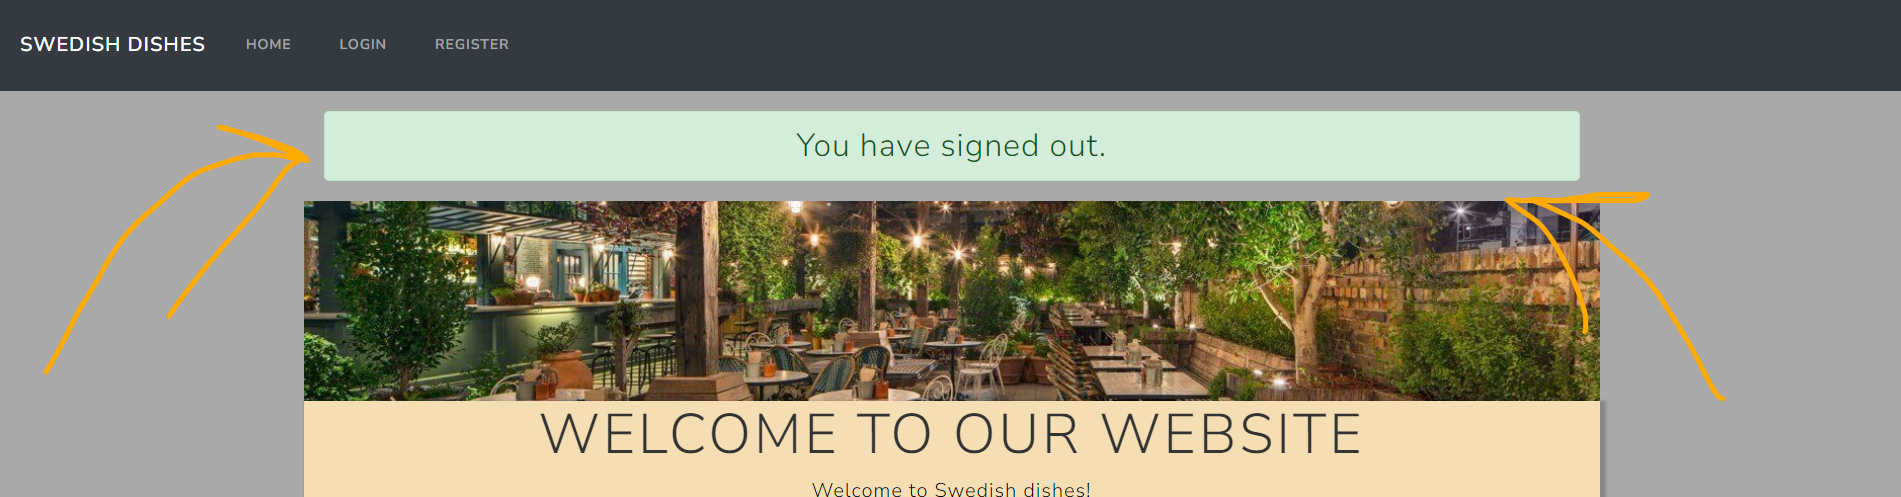 SWEDISH DISHES HOME LOGIN REGISTER
You have signed out.
WELCOME TO OUR WEBSITE
Welcome to Swedish dishes!